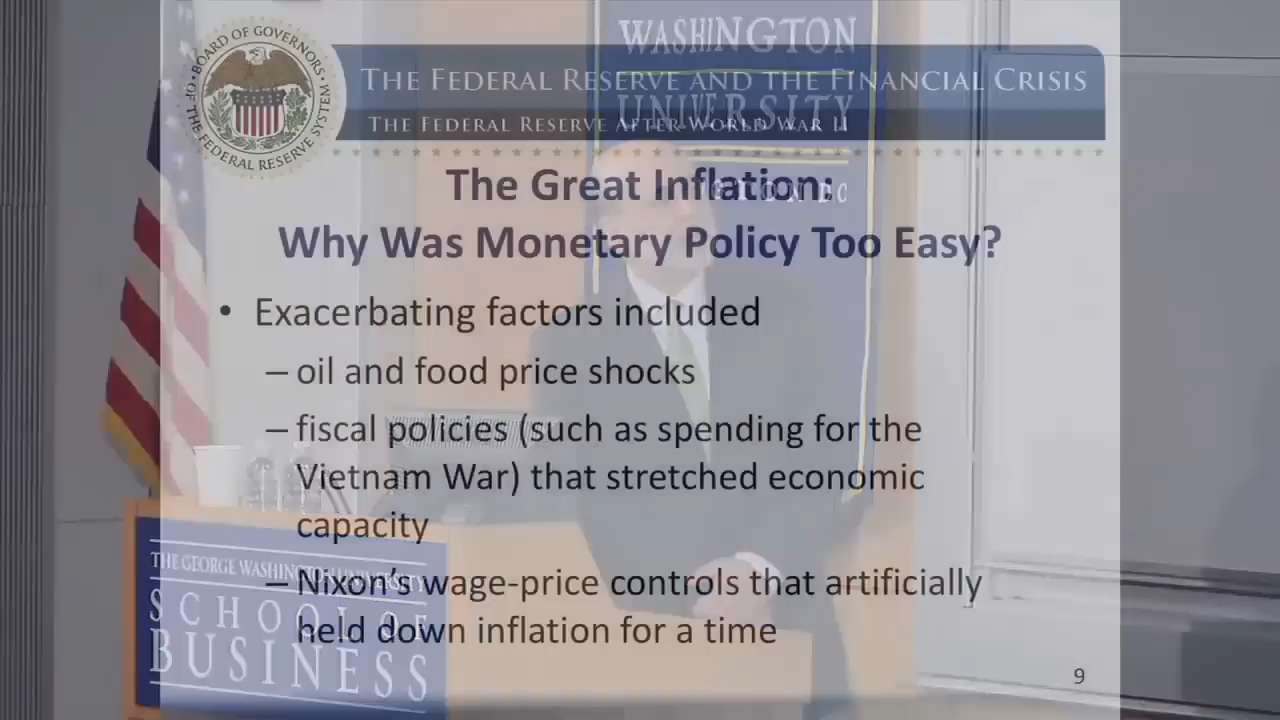 BOARD OF GOVERNORS
OF THE FEDERAL RESERVE SYSTEM
WASHINGTON
THE FEDERAL RESERVE AND THE FINANCIAL CRISIS
UNIVERSITY
THE FEDERAL RESERVE AFTER WORLD WAR II
The Great Inflation:
Why Was Monetary Policy Too Easy?
• Exacerbating factors included
– oil and food price shocks
– fiscal policies (such as spending for the
Vietnam War) that stretched economic
capacity
– Nixon's wage-price controls that artificially
held down inflation for a time
THE GEORGE WASHINGTON UNIVERSITY
SCHOOL OF
BUSINESS
9